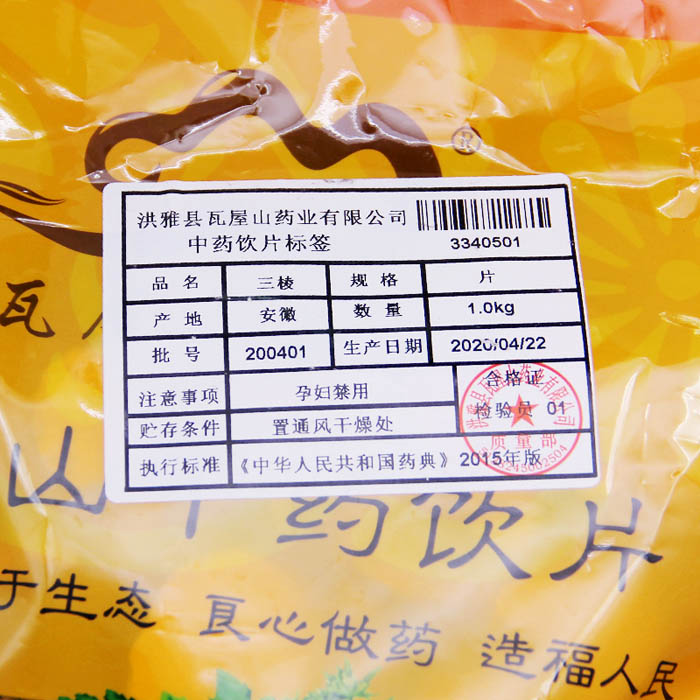 ®
洪雅县瓦屋山药业有限公司
中药饮片标签
3340501
品名 三棱 规格 片
产地 安徽 数量 1.0kg
批号 200401 生产日期 2020/04/22
注意事项 孕妇禁用 合格证
贮存条件 置通风干燥处 检验员 01
执行标准 《中华人民共和国药典》 2015年版
质量部
瓦
山中药饮片
于生态 良心做药 造福人民